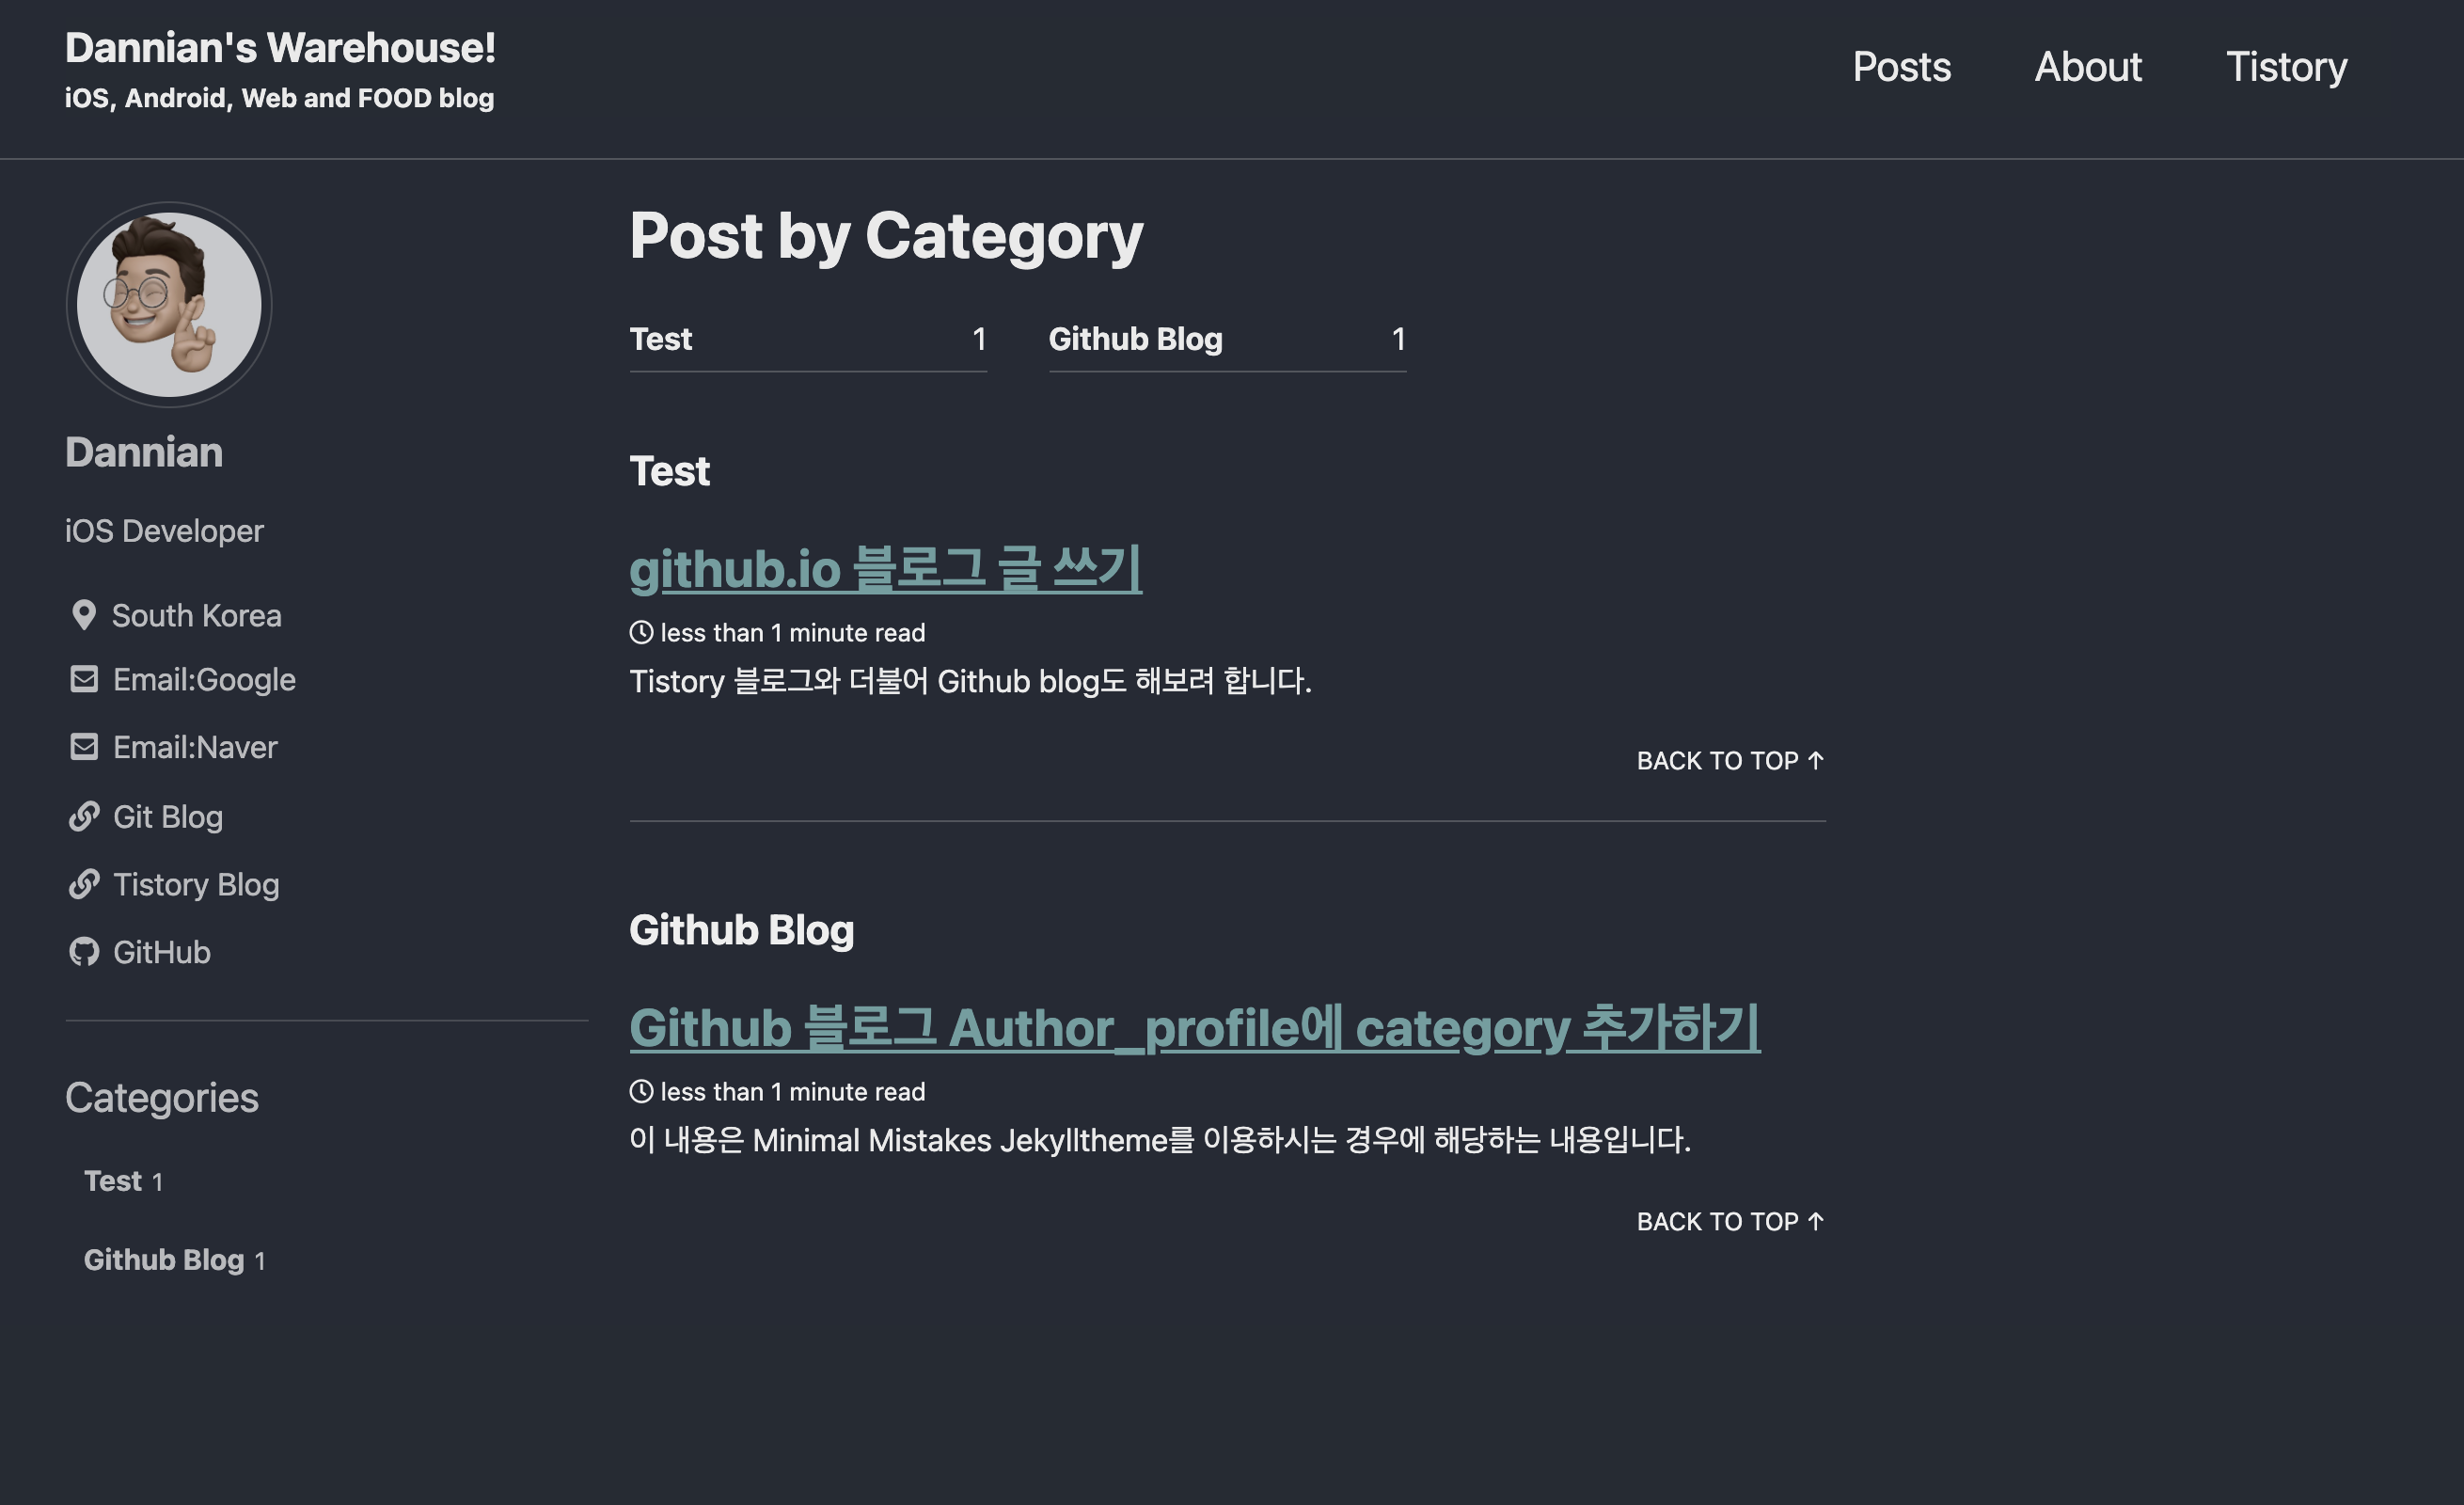 Dannian's Warehouse!
iOS, Android, Web and FOOD blog
Posts About Tistory
Dannian
iOS Developer
South Korea
Email:Google
Email:Naver
Git Blog
Tistory Blog
GitHub
Categories
Test 1
Github Blog 1
Post by Category
Test 1
Github Blog 1
Test
github.io 블로그 글 쓰기
less than 1 minute read
Tistory 블로그와 더불어 Github blog도 해보려 합니다.
BACK TO TOP ↑
Github Blog
Github 블로그 Author_profile에 category 추가하기
less than 1 minute read
이 내용은 Minimal Mistakes Jekylltheme를 이용하시는 경우에 해당하는 내용입니다.
BACK TO TOP ↑